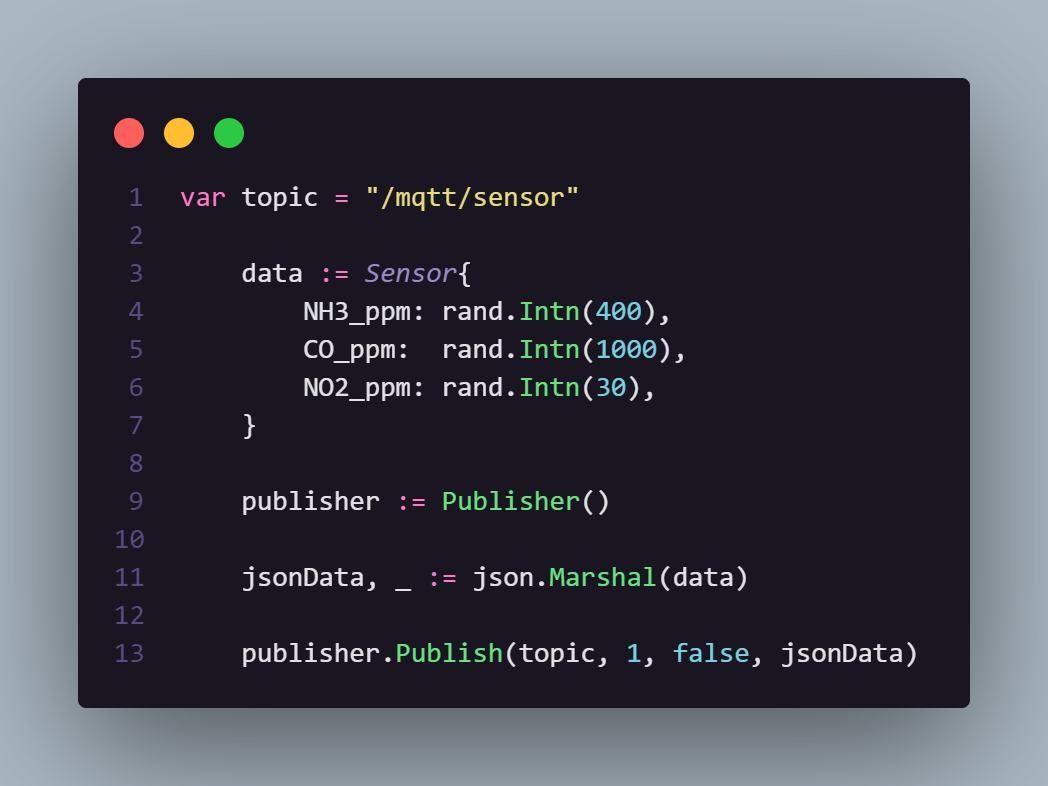 1 var topic = "/mqtt/sensor"
2
3     data := Sensor{
4         NH3_ppm: rand.Intn(400),
5         CO_ppm:  rand.Intn(1000),
6         NO2_ppm: rand.Intn(30),
7     }
8
9     publisher := Publisher()
10
11     jsonData, _ := json.Marshal(data)
12
13     publisher.Publish(topic, 1, false, jsonData)